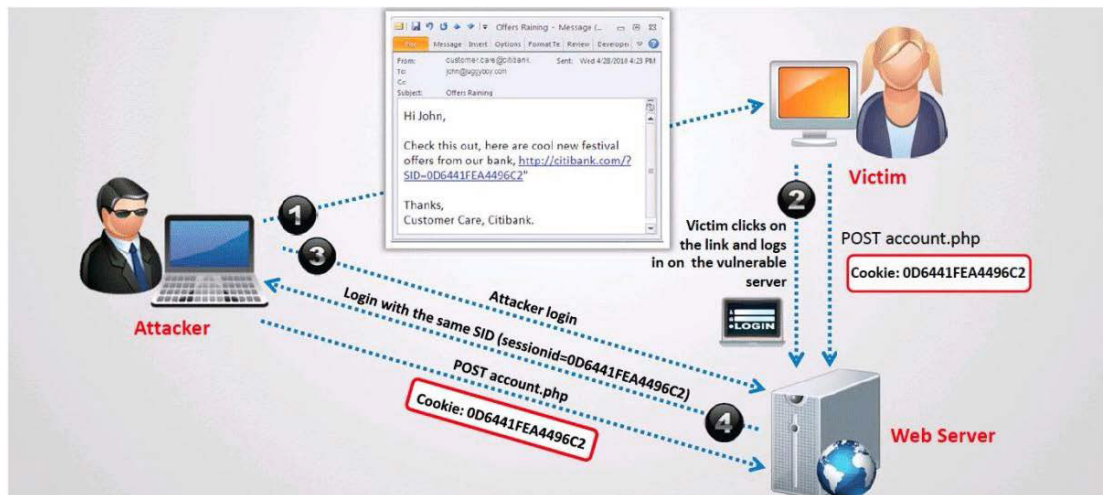 Offers Raining - Message (...
Message Insert Options Format Te Review Develope
From: customer.care@citibank. Sent: Wed 4/28/2016 4:23 PM
To: john@juggyboy.com
Cc:
Subject: Offers Raining
Hi John,
Check this out, here are cool new festival
offers from our bank, http://citibank.com/?
SID=0D6441FEA4496C2"
Thanks,
Customer Care, Citibank.
1
2
3
4
Victim
Victim clicks on
the link and logs
in on the vulnerable
server
LOGIN
POST account.php
Cookie: 0D6441FEA4496C2
Attacker
Attacker login
Login with the same SID (sessionid=0D6441FEA4496C2)
POST account.php
Cookie: 0D6441FEA4496C2
Web Server